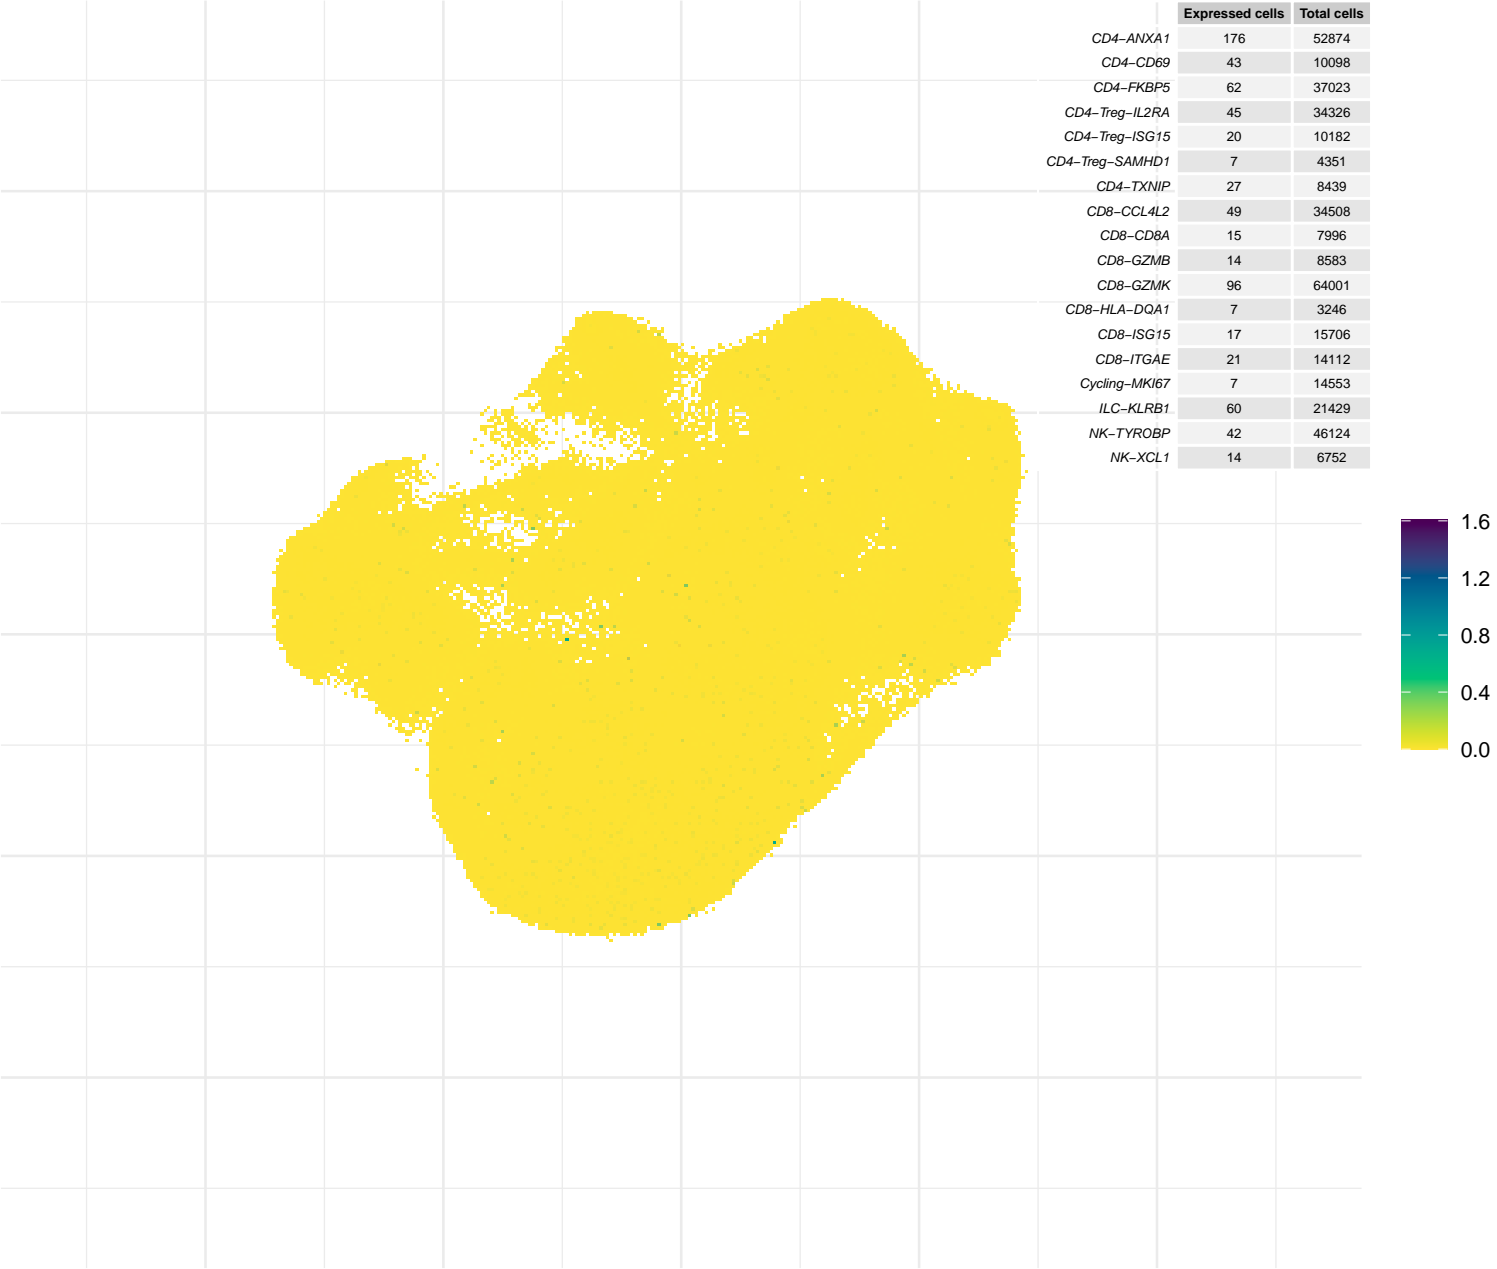 Expressed cells Total cells
CD4−ANXA1 176 52874
CD4−CD69 43 10098
CD4−FKBP5 62 37023
CD4−Treg−IL2RA 45 34326
CD4−Treg−ISG15 20 10182
CD4−Treg−SAMHD1 7 4351
CD4−TXNIP 27 8439
CD8−CCL4L2 49 34508
CD8−CD8A 15 7996
CD8−GZMB 14 8583
CD8−GZMK 96 64001
CD8−HLA−DQA1 7 3246
CD8−ISG15 17 15706
CD8−ITGAE 21 14112
Cycling−MKI67 7 14553
ILC−KLRB1 60 21429
NK−TYROBP 42 46124
NK−XCL1 14 6752
1.6
1.2
0.8
0.4
0.0